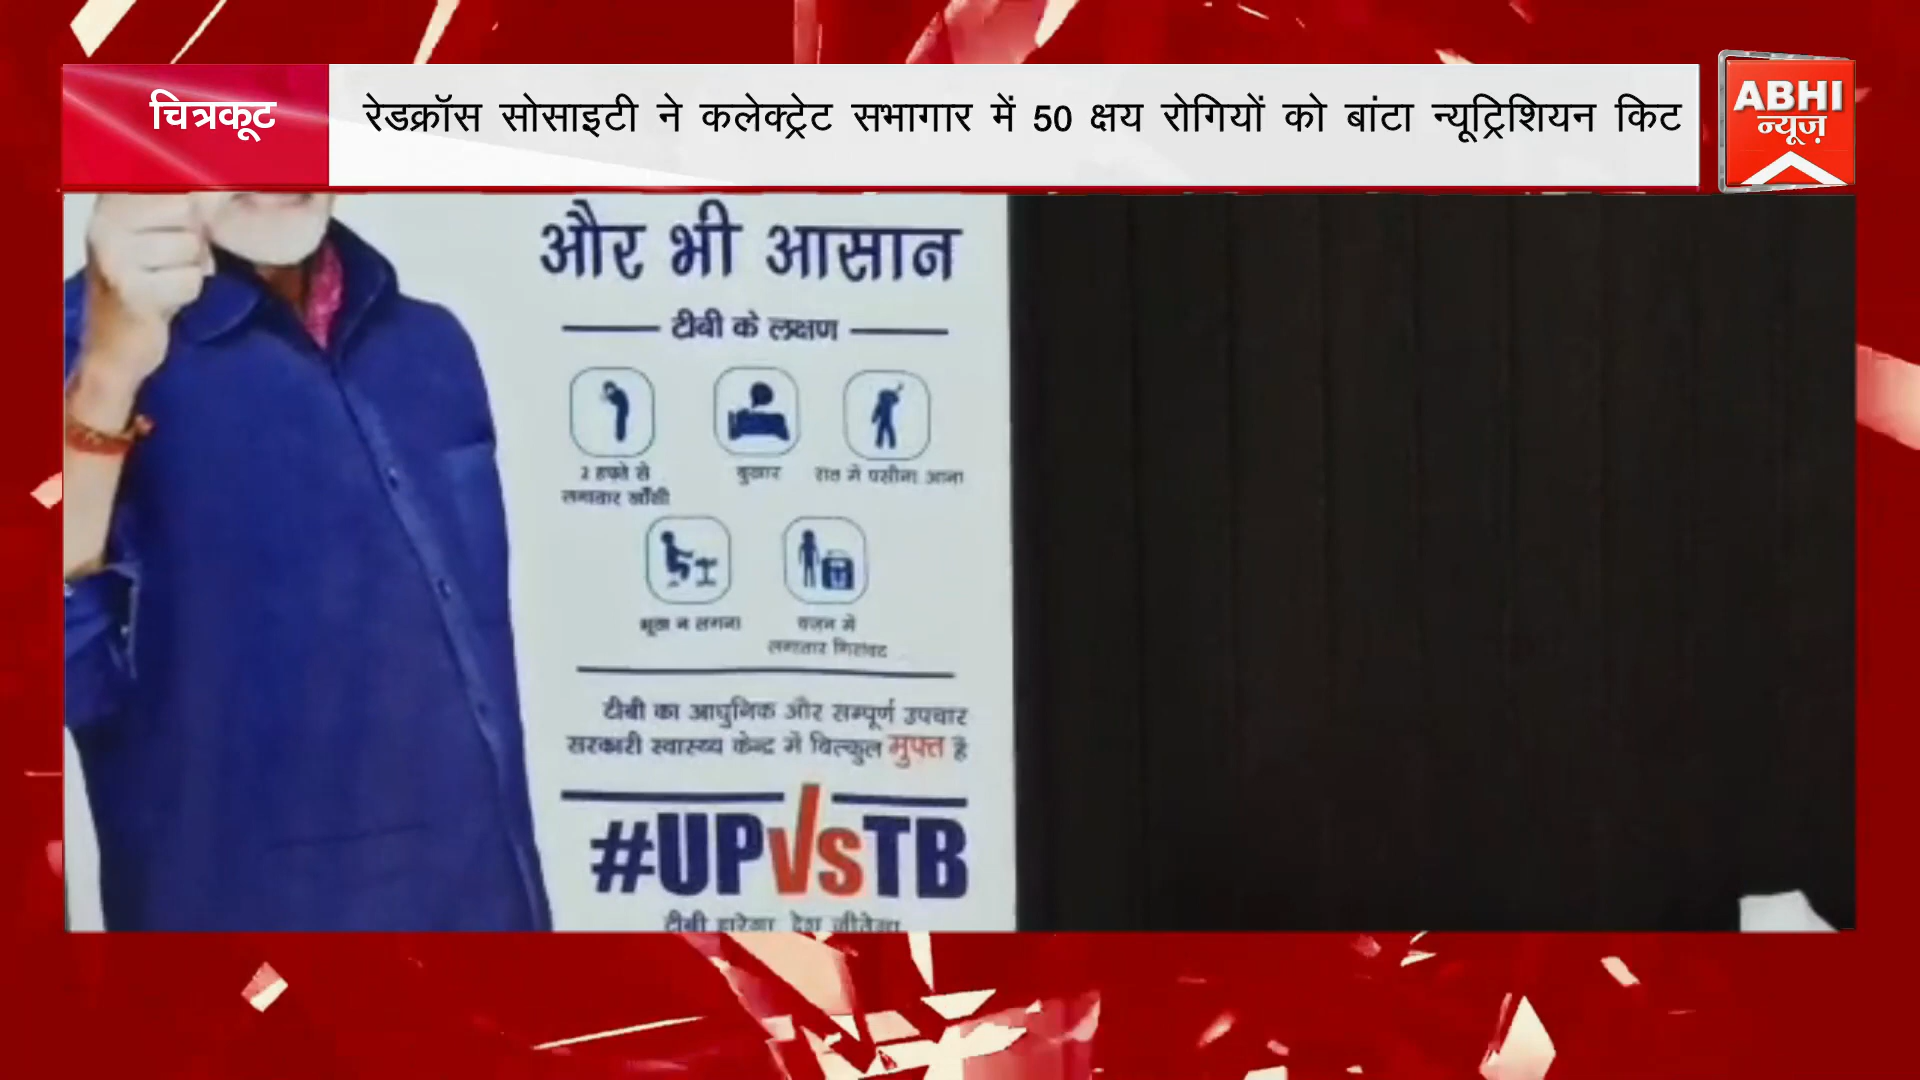 चित्रकूट
रेडक्रॉस सोसाइटी ने कलेक्ट्रेट सभागार में 50 क्षय रोगियों को बांटा न्यूट्रिशियन किट
ABHI
न्यूज़
और भी आसान
टीबी के लक्षण
2 हफ्ते से
लगातार खाँसी
बुखार
रात में पसीना आना
भूख न लगना
वज़न में
लगातार गिरावट
टीबी का आधुनिक और सम्पूर्ण उपचार
सरकारी स्वास्थ्य केन्द्र में बिल्कुल मुफ्त है
#UPVsTB
टीबी हारेगा, देश जीतेगा